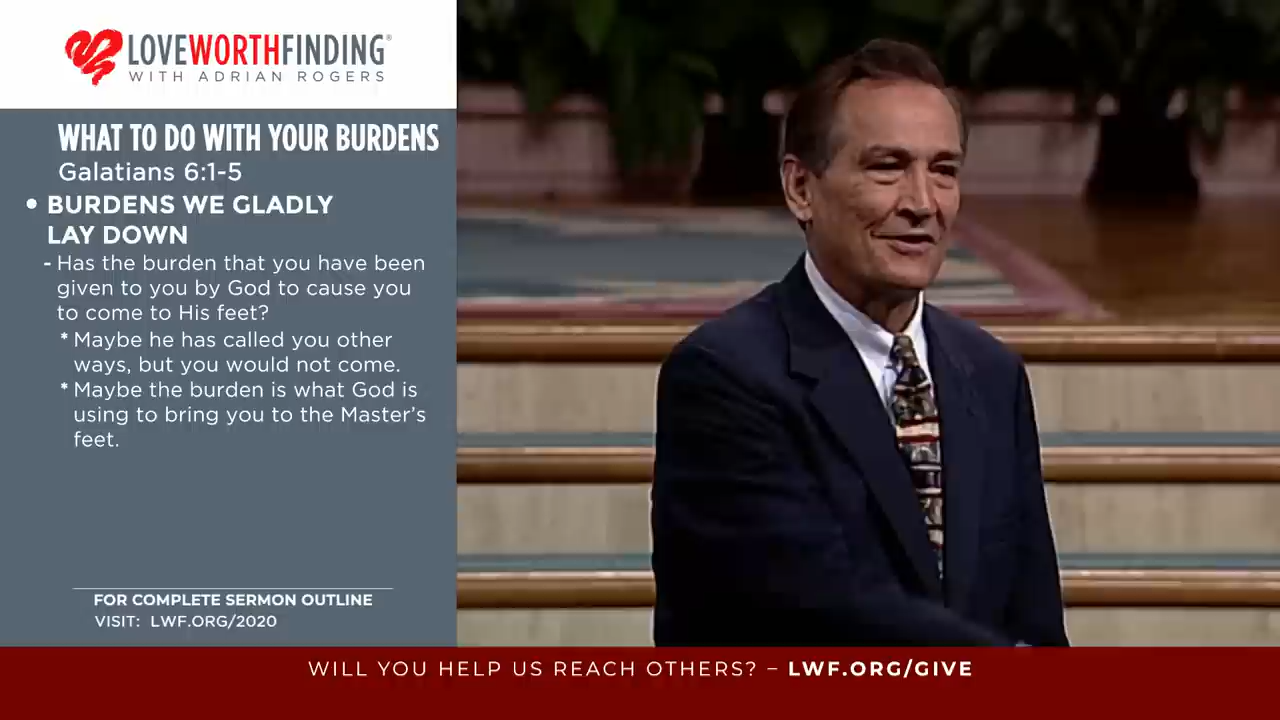 LOVEWORTHFINDING®
WITH ADRIAN ROGERS
WHAT TO DO WITH YOUR BURDENS
Galatians 6:1-5
• BURDENS WE GLADLY
LAY DOWN
- Has the burden that you have been
given to you by God to cause you
to come to His feet?
* Maybe he has called you other
ways, but you would not come.
* Maybe the burden is what God is
using to bring you to the Master's
feet.
FOR COMPLETE SERMON OUTLINE
VISIT: LWF.ORG/2020
WILL YOU HELP US REACH OTHERS? – LWF.ORG/GIVE